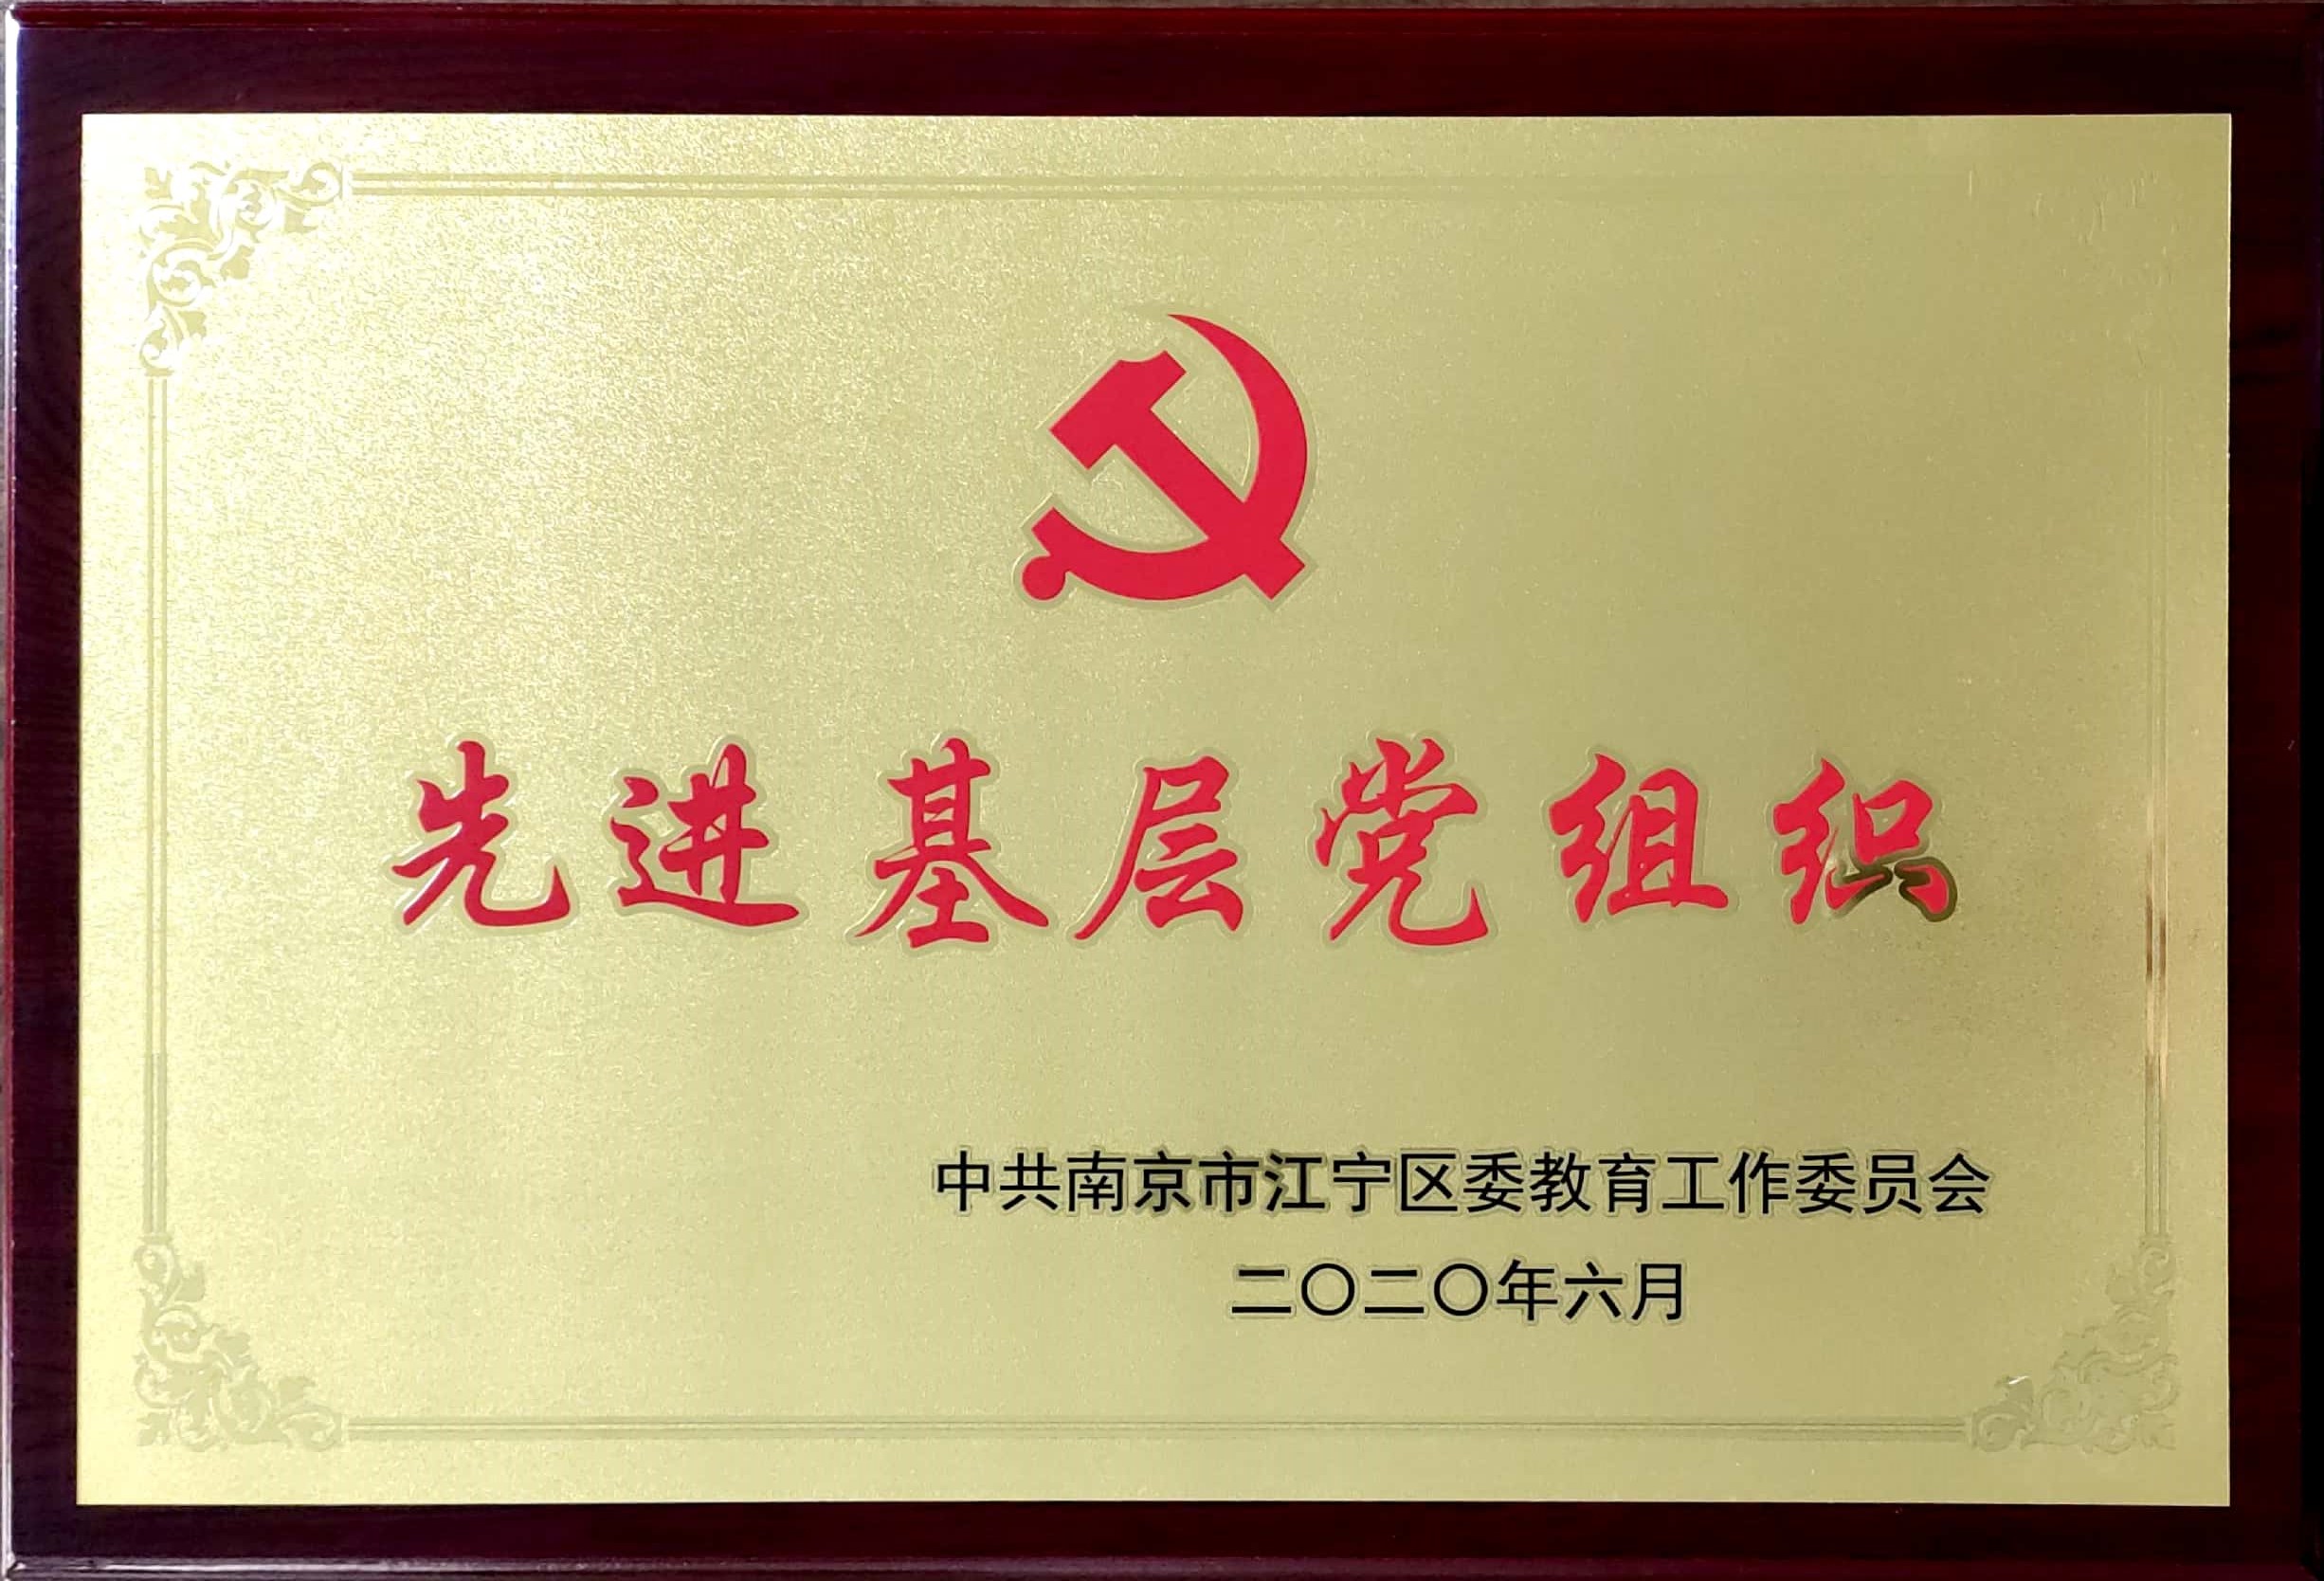 先进基层党组织
中共南京市江宁区委教育工作委员会
二〇二〇年六月